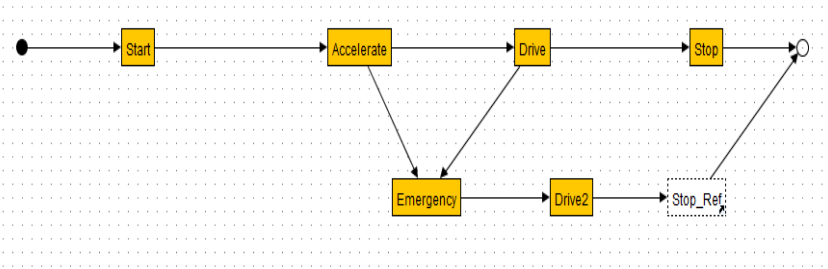 Start
Accelerate
Drive
Stop
Emergency
Drive2
Stop_Ref